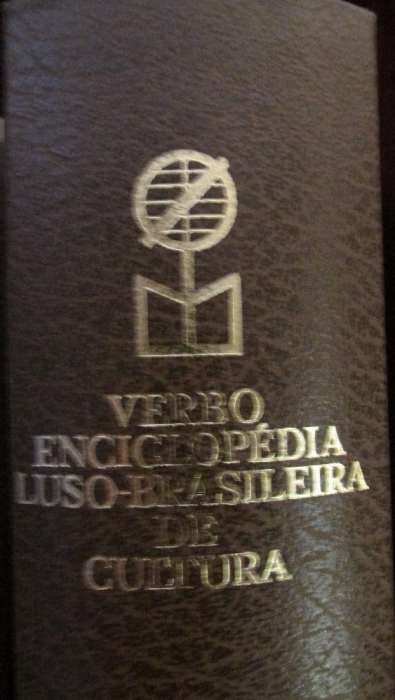 VERBO
ENCICLOPÉDIA
LUSO-BRASILEIRA
DE
CULTURA